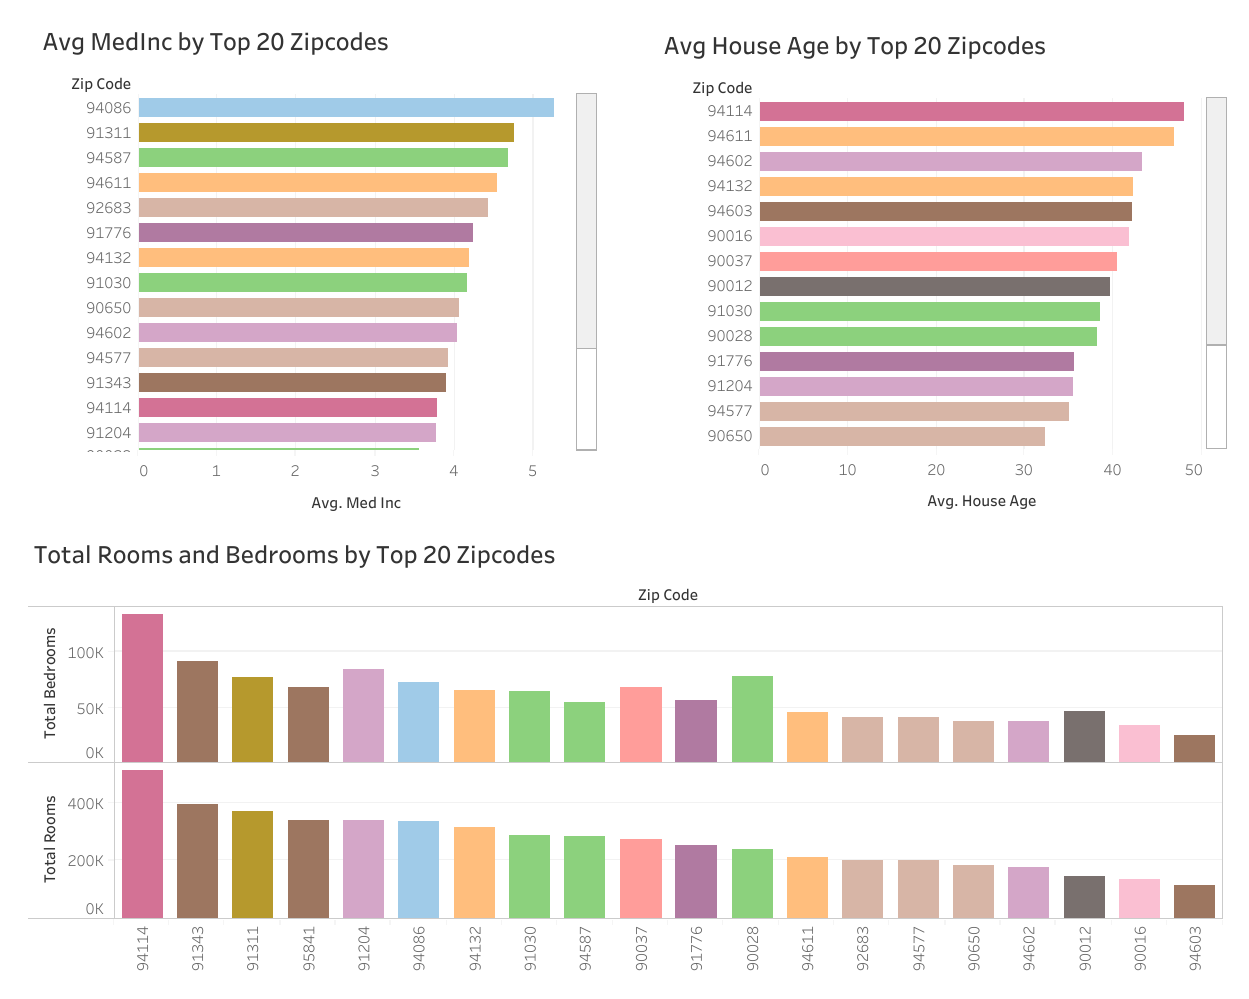 Avg MedInc by Top 20 Zipcodes
Zip Code
94086
91311
94587
94611
92683
91776
94132
91030
90650
94602
94577
91343
94114
91204
0 1 2 3 4 5
Avg. Med Inc
Avg House Age by Top 20 Zipcodes
Zip Code
94114
94611
94602
94132
94603
90016
90037
90012
91030
90028
91776
91204
94577
90650
0 10 20 30 40 50
Avg. House Age
Total Rooms and Bedrooms by Top 20 Zipcodes
Zip Code
Total Bedrooms
100K
50K
0K
Total Rooms
400K
200K
0K
94114
91343
91311
95841
91204
94086
94132
91030
94587
90037
91776
90028
94611
92683
94577
90650
94602
90012
90016
94603